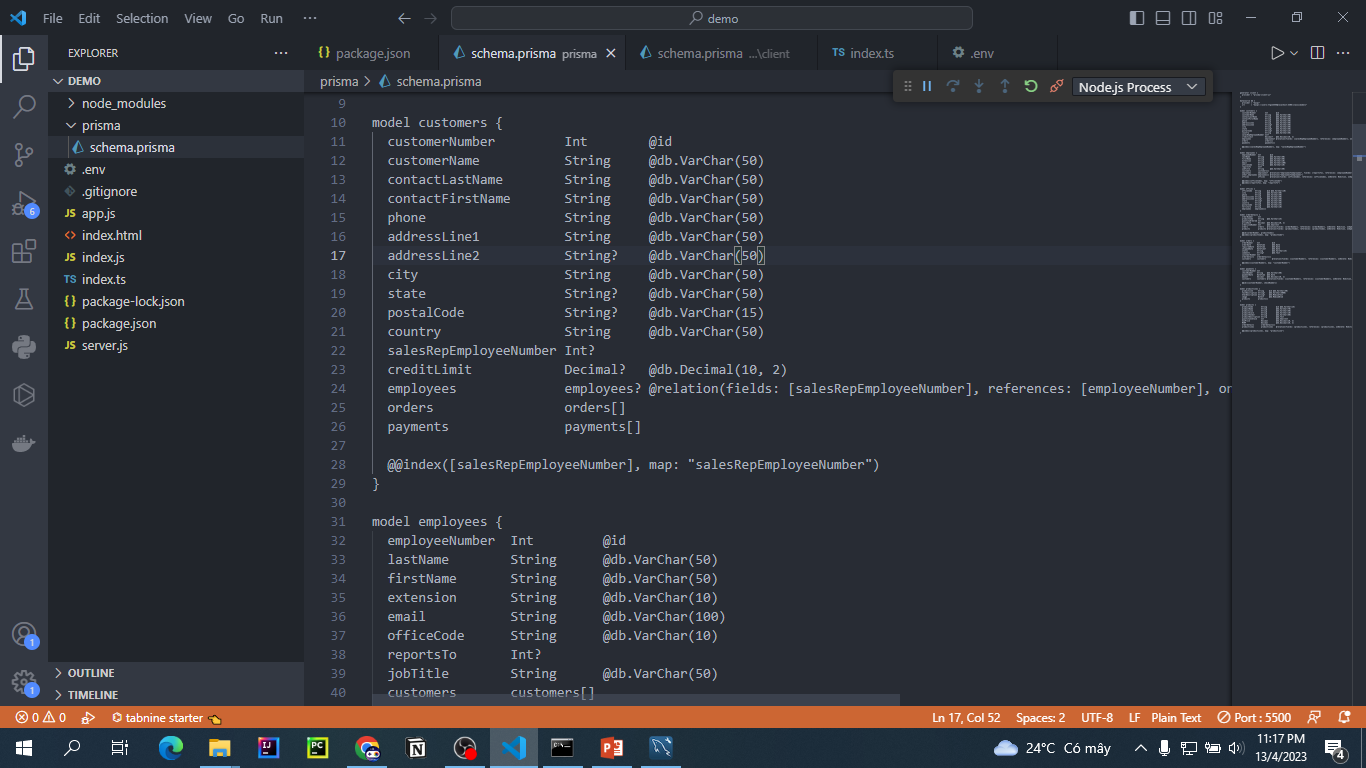 File Edit Selection View Go Run ··· demo
EXPLORER ···
package.json
schema.prisma prisma
schema.prisma ...\client
TS index.ts
.env
DEMO
node_modules
prisma
schema.prisma
.env
.gitignore
JS app.js
index.html
JS index.js
TS index.ts
{} package-lock.json
{} package.json
JS server.js
OUTLINE
TIMELINE
6
1
1
prisma > schema.prisma
Node.js Process
9
10 model customers {
11 customerNumber Int @id
12 customerName String @db.VarChar(50)
13 contactLastName String @db.VarChar(50)
14 contactFirstName String @db.VarChar(50)
15 phone String @db.VarChar(50)
16 addressLine1 String @db.VarChar(50)
17 addressLine2 String? @db.VarChar(50)
18 city String @db.VarChar(50)
19 state String? @db.VarChar(50)
20 postalCode String? @db.VarChar(15)
21 country String @db.VarChar(50)
22 salesRepEmployeeNumber Int?
23 creditLimit Decimal? @db.Decimal(10, 2)
24 employees employees? @relation(fields: [salesRepEmployeeNumber], references: [employeeNumber], on
25 orders orders[]
26 payments payments[]
27
28 @@index([salesRepEmployeeNumber], map: "salesRepEmployeeNumber")
29 }
30
31 model employees {
32 employeeNumber Int @id
33 lastName String @db.VarChar(50)
34 firstName String @db.VarChar(50)
35 extension String @db.VarChar(10)
36 email String @db.VarChar(100)
37 officeCode String @db.VarChar(10)
38 reportsTo Int?
39 jobTitle String @db.VarChar(50)
40 customers customers[]
0 0 tabnine starter Ln 17, Col 52 Spaces: 2 UTF-8 LF Plain Text Port : 5500
24°C Có mây
11:17 PM
13/4/2023
4